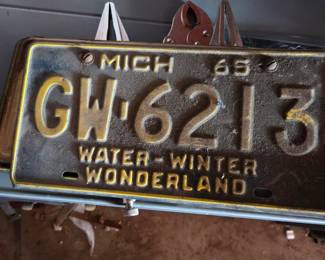 MICH 65
GW-6213
WATER-WINTER
WONDERLAND